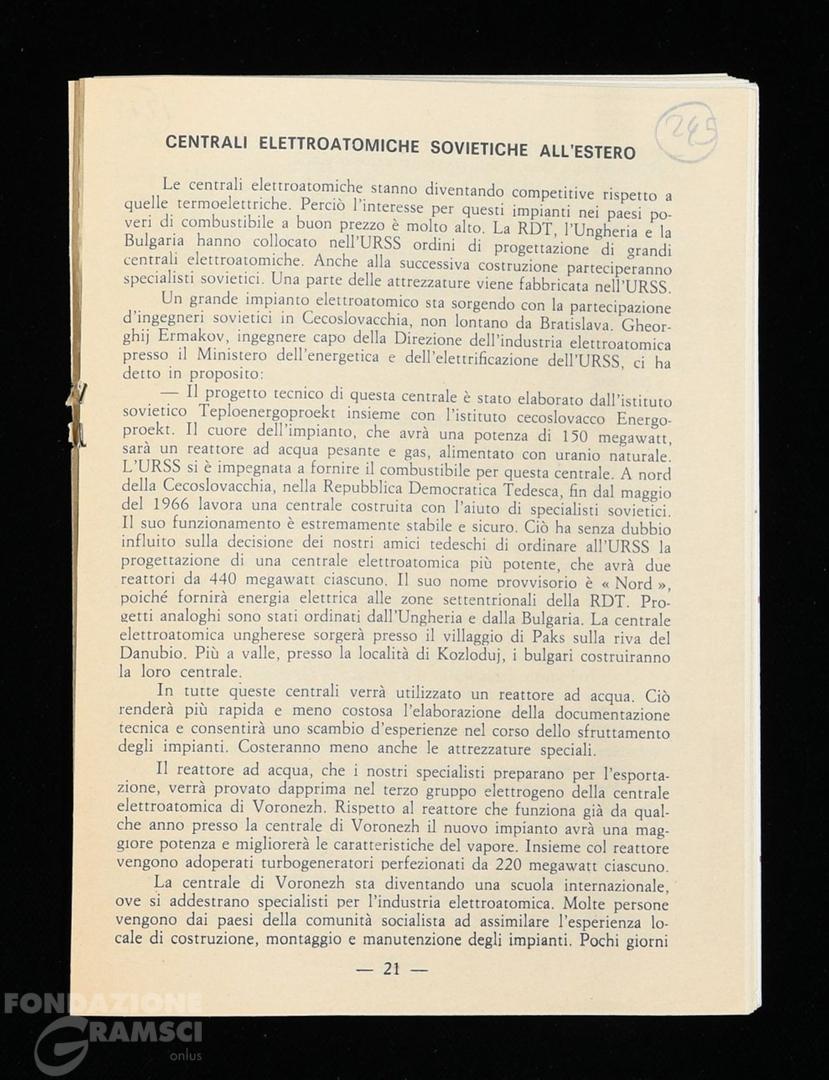 245
CENTRALI ELETTROATOMICHE SOVIETICHE ALL'ESTERO
Le centrali elettroatomiche stanno diventando competitive rispetto a
quelle termoelettriche. Perciò l'interesse per questi impianti nei paesi po-
veri di combustibile a buon prezzo è molto alto. La RDT, l'Ungheria e la
Bulgaria hanno collocato nell'URSS ordini di progettazione di grandi
centrali elettroatomiche. Anche alla successiva costruzione parteciperanno
specialisti sovietici. Una parte delle attrezzature viene fabbricata nell'URSS.
Un grande impianto elettroatomico sta sorgendo con la partecipazione
d'ingegneri sovietici in Cecoslovacchia, non lontano da Bratislava. Gheor-
ghij Ermakov, ingegnere capo della Direzione dell'industria elettroatomica
presso il Ministero dell'energetica e dell'elettrificazione dell'URSS, ci ha
detto in proposito:
— Il progetto tecnico di questa centrale è stato elaborato dall'istituto
sovietico Teploenergoproekt insieme con l'istituto cecoslovacco Energo-
proekt. Il cuore dell'impianto, che avrà una potenza di 150 megawatt,
sarà un reattore ad acqua pesante e gas, alimentato con uranio naturale.
L'URSS si è impegnata a fornire il combustibile per questa centrale. A nord
della Cecoslovacchia, nella Repubblica Democratica Tedesca, fin dal maggio
del 1966 lavora una centrale costruita con l'aiuto di specialisti sovietici.
Il suo funzionamento è estremamente stabile e sicuro. Ciò ha senza dubbio
influito sulla decisione dei nostri amici tedeschi di ordinare all'URSS la
progettazione di una centrale elettroatomica più potente, che avrà due
reattori da 440 megawatt ciascuno. Il suo nome provvisorio è « Nord »,
poiché fornirà energia elettrica alle zone settentrionali della RDT. Pro-
getti analoghi sono stati ordinati dall'Ungheria e dalla Bulgaria. La centrale
elettroatomica ungherese sorgerà presso il villaggio di Paks sulla riva del
Danubio. Più a valle, presso la località di Kozloduj, i bulgari costruiranno
la loro centrale.
In tutte queste centrali verrà utilizzato un reattore ad acqua. Ciò
renderà più rapida e meno costosa l'elaborazione della documentazione
tecnica e consentirà uno scambio d'esperienze nel corso dello sfruttamento
degli impianti. Costeranno meno anche le attrezzature speciali.
Il reattore ad acqua, che i nostri specialisti preparano per l'esporta-
zione, verrà provato dapprima nel terzo gruppo elettrogeno della centrale
elettroatomica di Voronezh. Rispetto al reattore che funziona già da qual-
che anno presso la centrale di Voronezh il nuovo impianto avrà una mag-
giore potenza e migliorerà le caratteristiche del vapore. Insieme col reattore
vengono adoperati turbogeneratori perfezionati da 220 megawatt ciascuno.
La centrale di Voronezh sta diventando una scuola internazionale,
ove si addestrano specialisti per l'industria elettroatomica. Molte persone
vengono dai paesi della comunità socialista ad assimilare l'esperienza lo-
cale di costruzione, montaggio e manutenzione degli impianti. Pochi giorni
— 21 —
FONDAZIONE
GRAMSCI
onlus